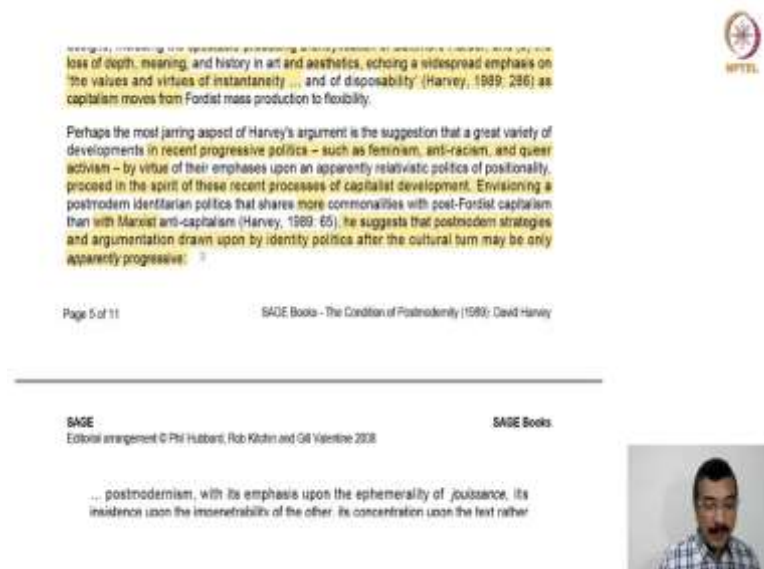 loss of depth, meaning, and history in art and aesthetics, echoing a widespread emphasis on
'the values and virtues of instantaneity ... and of disposability' (Harvey, 1989: 286) as
capitalism moves from Fordist mass production to flexibility.
Perhaps the most jarring aspect of Harvey's argument is the suggestion that a great variety of
developments in recent progressive politics – such as feminism, anti-racism, and queer
activism – by virtue of their emphases upon an apparently relativistic politics of positionality,
proceed in the spirit of these recent processes of capitalist development. Envisioning a
postmodern identitarian politics that shares more commonalities with post-Fordist capitalism
than with Marxist anti-capitalism (Harvey, 1989: 65), he suggests that postmodern strategies
and argumentation drawn upon by identity politics after the cultural turn may be only
apparently progressive:
Page 5 of 11
SAGE Books - The Condition of Postmodernity (1989): David Harvey
SAGE
SAGE Books
Editorial arrangement © Phil Hubbard, Rob Kitchin and Gill Valentine 2008
... postmodernism, with its emphasis upon the ephemerality of jouissance, its
insistence upon the impenetrability of the other, its concentration upon the text rather
NPTEL